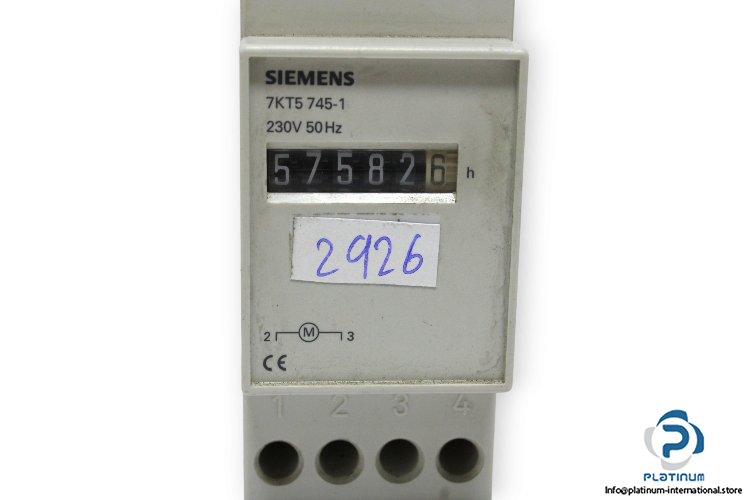 SIEMENS
7KT5 745-1
230V 50Hz
575826 h
2926
2 M 3
CE
1 2 3 4
PLATINUM
Info@platinum-international.store